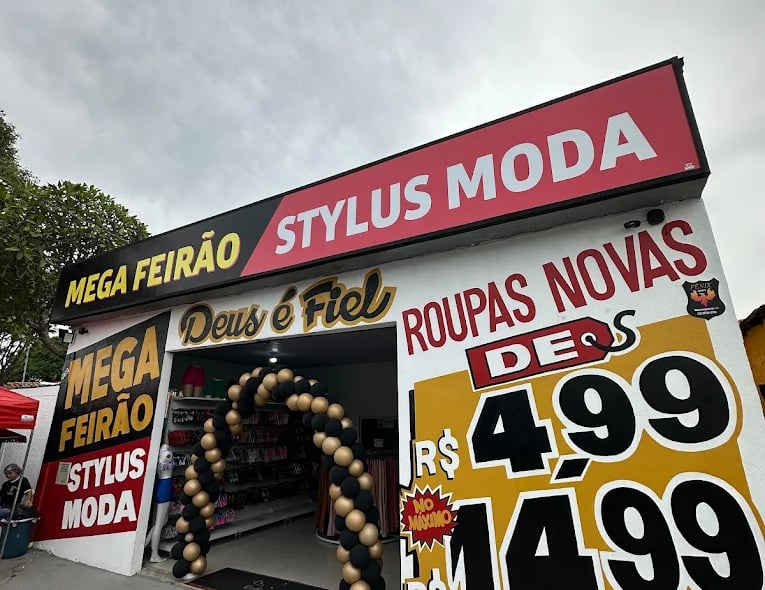 MEGA FEIRÃO STYLUS MODA
Deus é Fiel
MEGA
FEIRÃO
STYLUS
MODA
ROUPAS NOVAS
DE
R$ 4,99
NO
MÁXIMO
R$ 14,99
FÊNIX